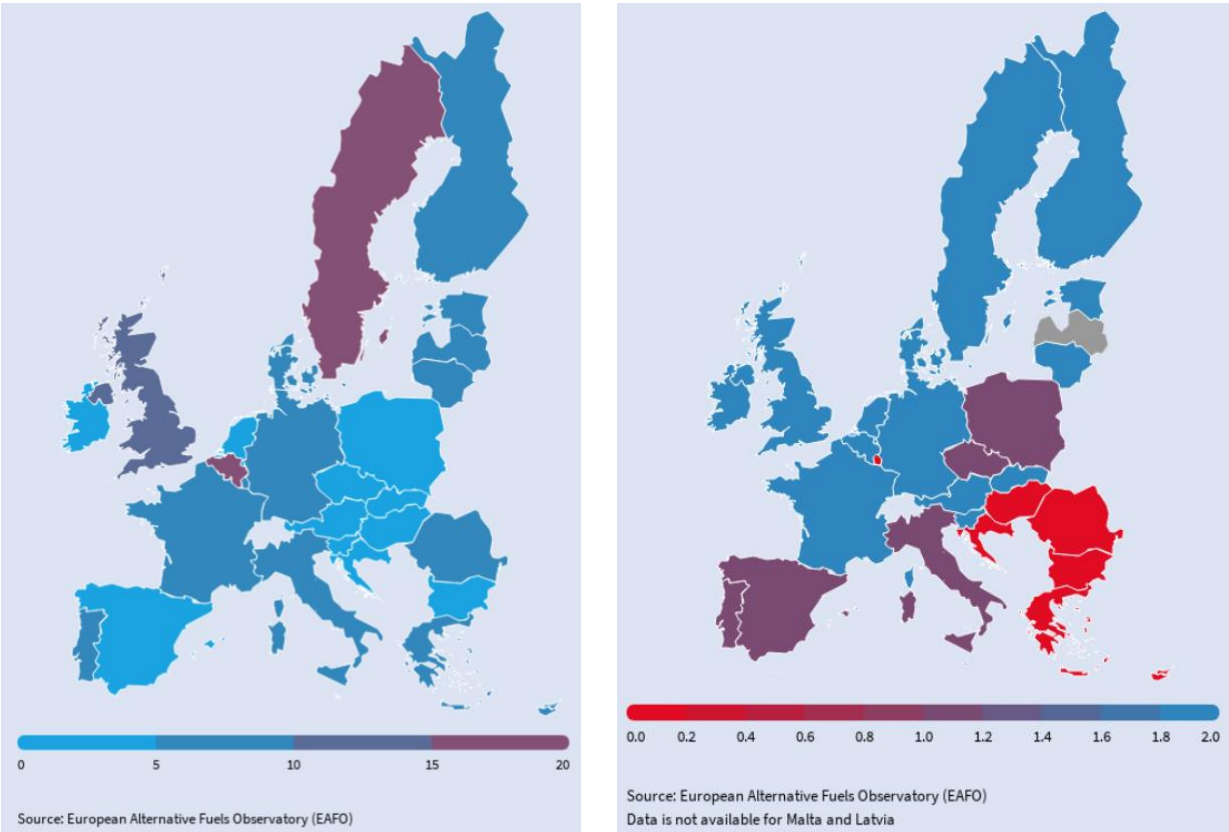 0 5 10 15 20
Source: European Alternative Fuels Observatory (EAFO)
0.0 0.2 0.4 0.6 0.8 1.0 1.2 1.4 1.6 1.8 2.0
Source: European Alternative Fuels Observatory (EAFO)
Data is not available for Malta and Latvia